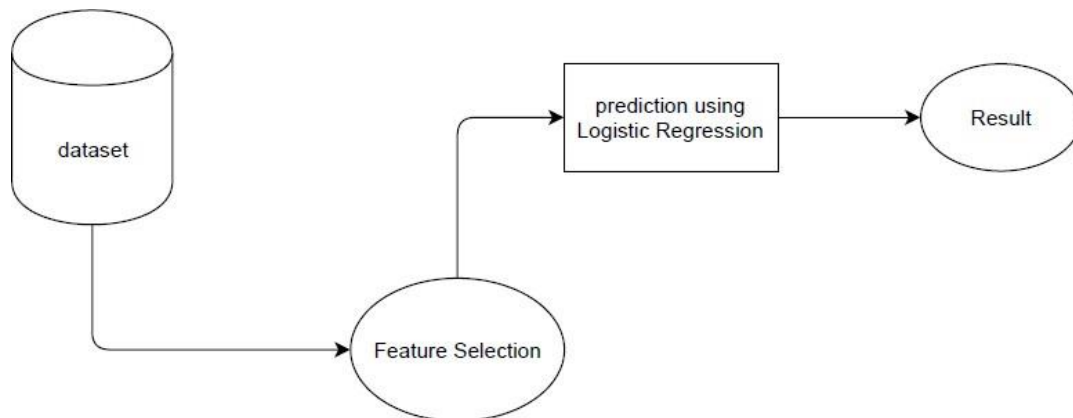 dataset
Feature Selection
prediction using
Logistic Regression
Result